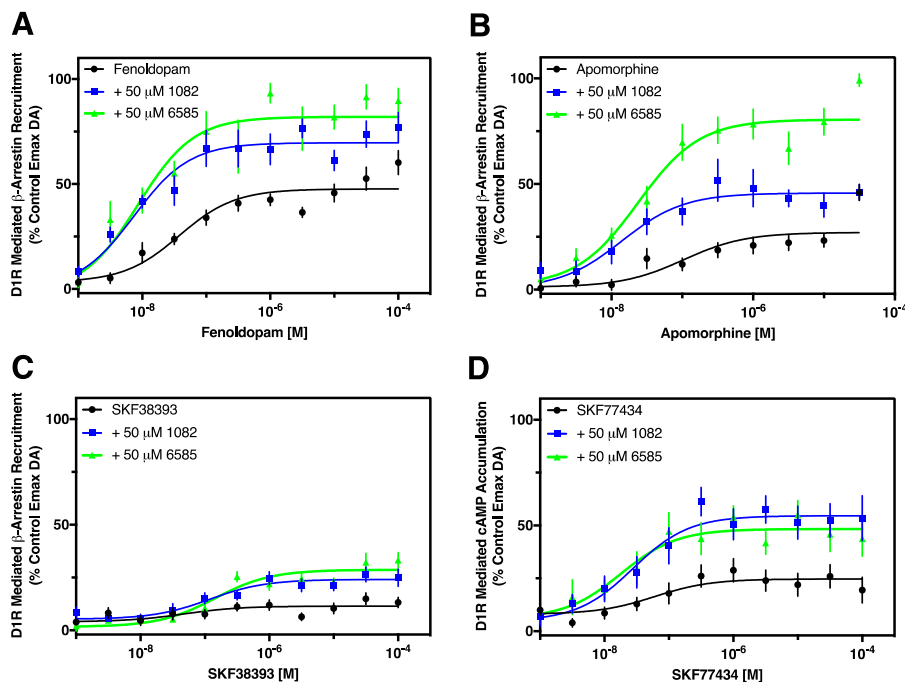 A
D1R Mediated β-Arrestin Recruitment
(% Control Emax DA)
100
50
0
Fenoldopam
+ 50 μM 1082
+ 50 μM 6585
10-8
10-6
10-4
Fenoldopam [M]
B
D1R Mediated β-Arrestin Recruitment
(% Control Emax DA)
100
50
0
Apomorphine
+ 50 μM 1082
+ 50 μM 6585
10-8
10-6
10-4
Apomorphine [M]
C
D1R Mediated β-Arrestin Recruitment
(% Control Emax DA)
100
50
0
SKF38393
+ 50 μM 1082
+ 50 μM 6585
10-8
10-6
10-4
SKF38393 [M]
D
D1R Mediated cAMP Accumulation
(% Control Emax DA)
100
50
0
SKF77434
+ 50 μM 1082
+ 50 μM 6585
10-8
10-6
10-4
SKF77434 [M]